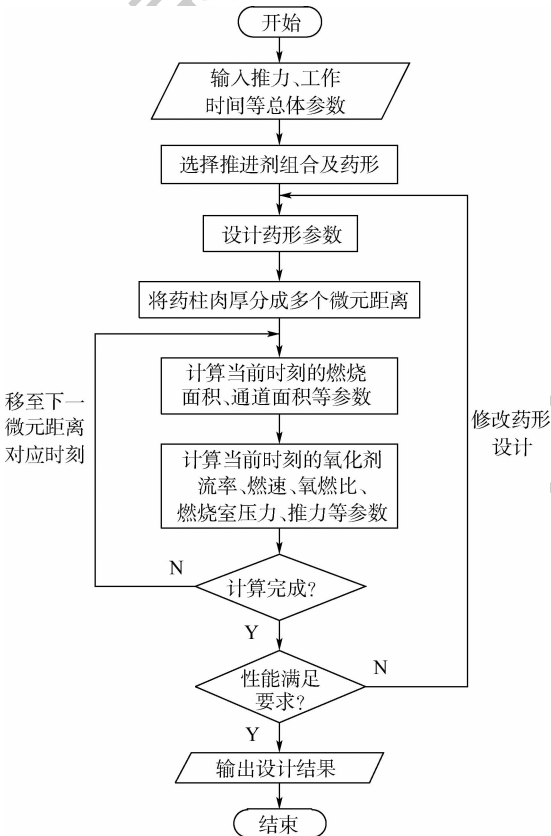 开始
输入推力、工作
时间等总体参数
选择推进剂组合及药形
设计药形参数
将药柱肉厚分成多个微元距离
计算当前时刻的燃烧
面积、通道面积等参数
移至下一
微元距离
对应时刻
修改药形
设计
计算当前时刻的氧化剂
流率、燃速、氧燃比、
燃烧室压力、推力等参数
N
计算完成?
Y
N
性能满足
要求?
Y
输出设计结果
结束